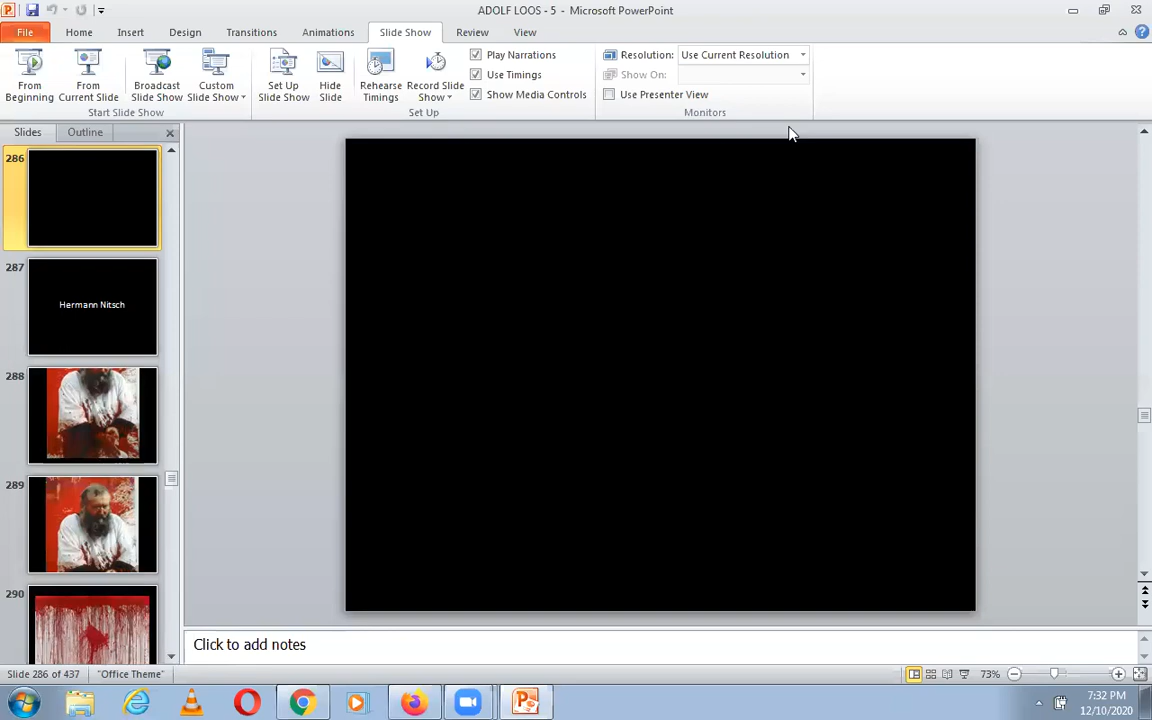 ADOLF LOOS - 5 - Microsoft PowerPoint
File Home Insert Design Transitions Animations Slide Show Review View
From Beginning
From Current Slide
Broadcast Slide Show
Custom Slide Show
Start Slide Show
Set Up Slide Show
Hide Slide
Rehearse Timings
Record Slide Show
Play Narrations
Use Timings
Show Media Controls
Set Up
Resolution: Use Current Resolution
Show On:
Use Presenter View
Monitors
Slides Outline
286
287
Hermann Nitsch
288
289
290
Click to add notes
Slide 286 of 437 "Office Theme" 73%
7:32 PM
12/10/2020